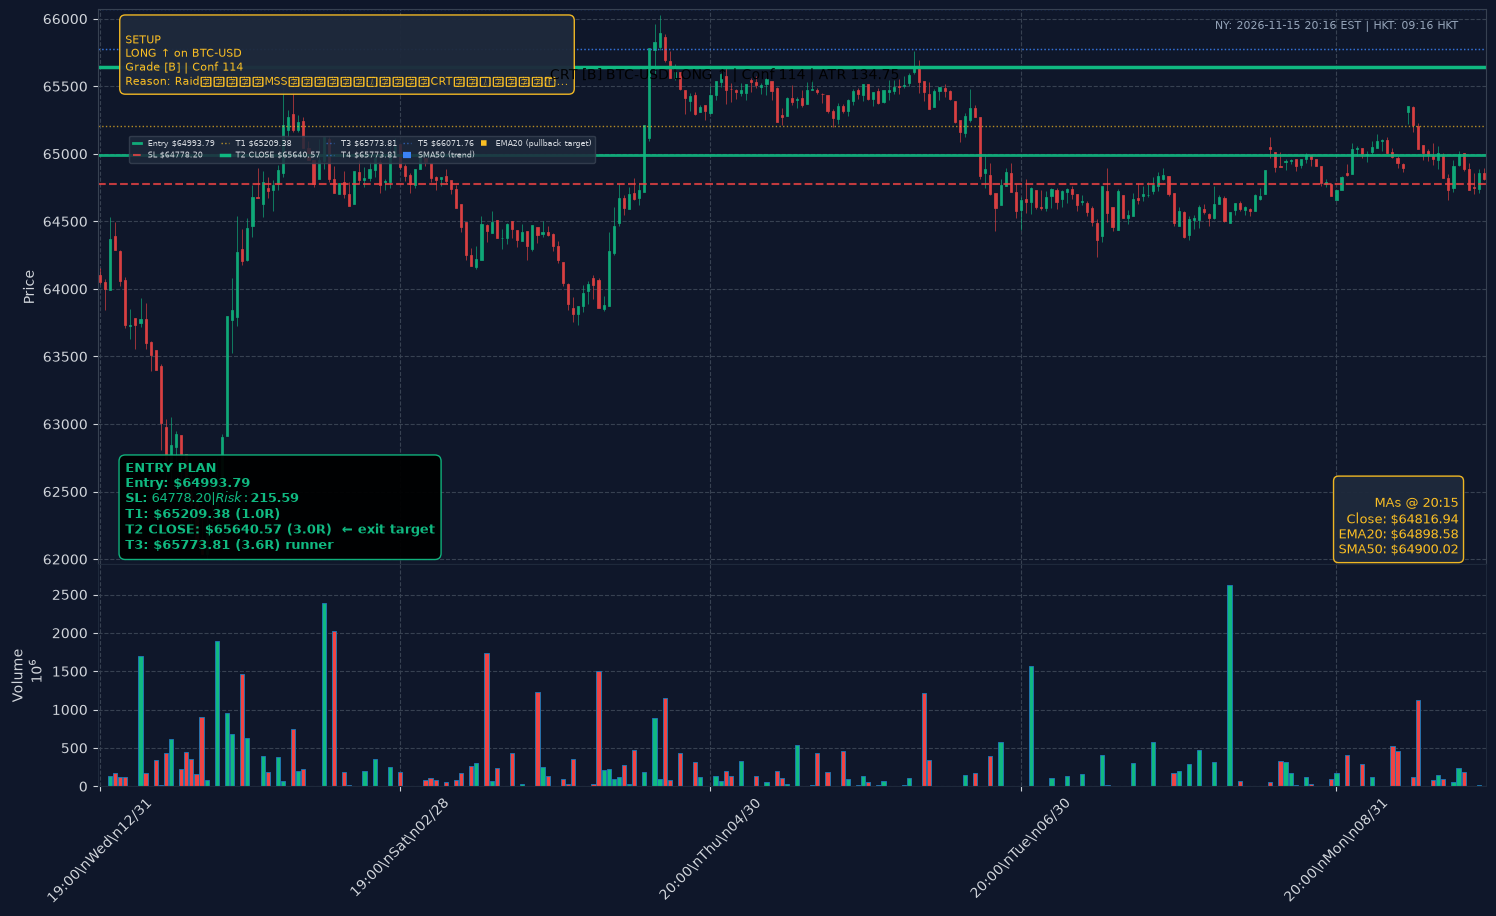 NY: 2026-11-15 20:16 EST | HKT: 09:16 HKT
SETUP
LONG ↑ on BTC-USD
Grade [B] | Conf 114
Reason: Raid MSS CRT ...
CRT [B] BTC-USD LONG | Conf 114 | ATR 134.75
Entry $64993.79
SL $64778.20
T1 $65209.38
T2 CLOSE $65640.57
T3 $65773.81
T4 $65773.81
T5 $66071.76
SMA50 (trend)
EMA20 (pullback target)
66000
65500
65000
64500
64000
63500
63000
62500
62000
Price
ENTRY PLAN
Entry: $64993.79
SL: 64778.20|Risk:215.59
T1: $65209.38 (1.0R)
T2 CLOSE: $65640.57 (3.0R) ← exit target
T3: $65773.81 (3.6R) runner
MAs @ 20:15
Close: $64816.94
EMA20: $64898.58
SMA50: $64900.02
2500
2000
1500
1000
500
0
Volume
10⁶
19:00\nWed\n12/31
19:00\nSat\n02/28
20:00\nThu\n04/30
20:00\nTue\n06/30
20:00\nMon\n08/31